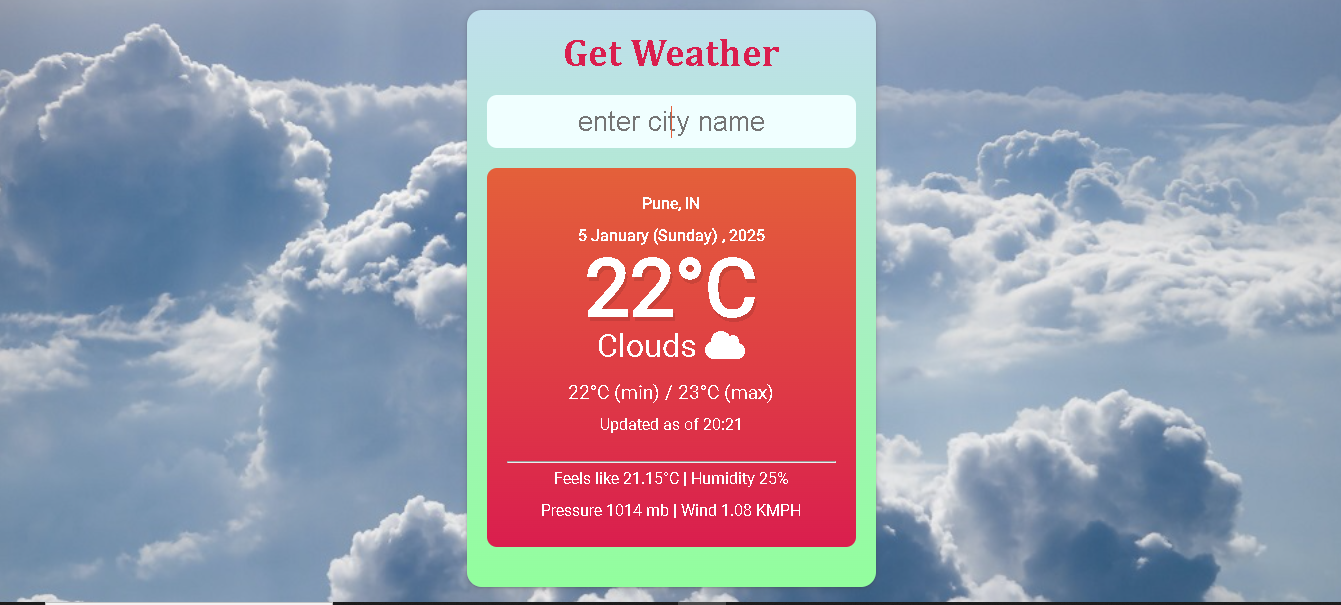 Get Weather
enter city name
Pune, IN
5 January (Sunday) , 2025
22°C
Clouds
22°C (min) / 23°C (max)
Updated as of 20:21
Feels like 21.15°C | Humidity 25%
Pressure 1014 mb | Wind 1.08 KMPH